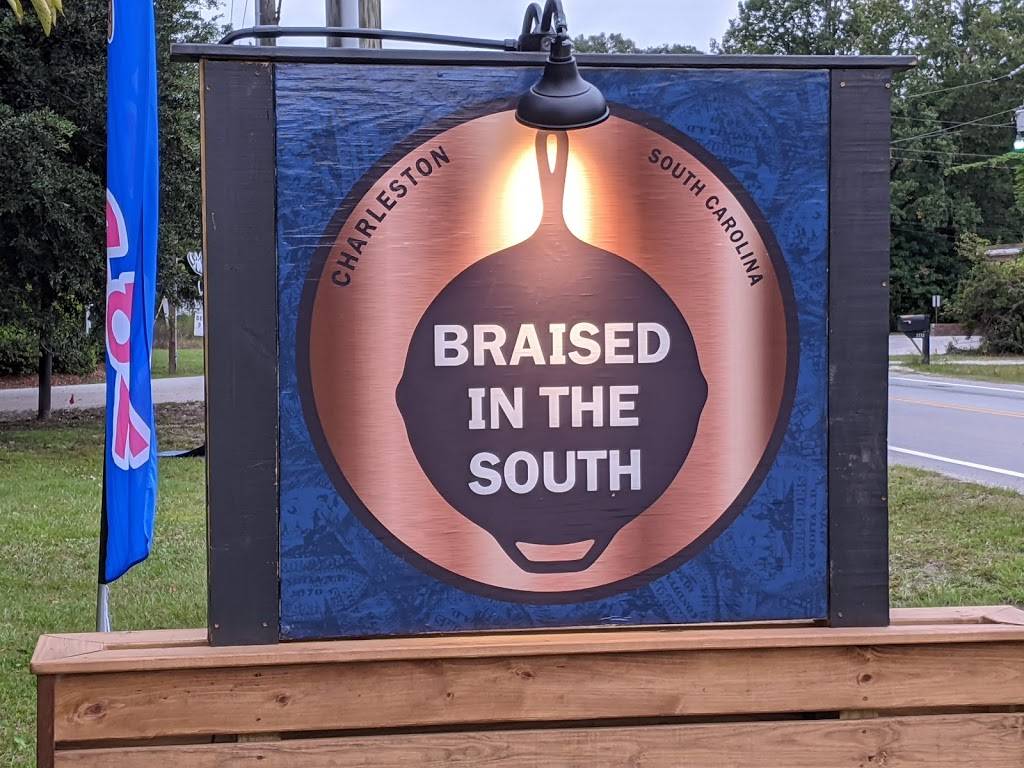 CHARLESTON
SOUTH CAROLINA
BRAISED
IN THE
SOUTH